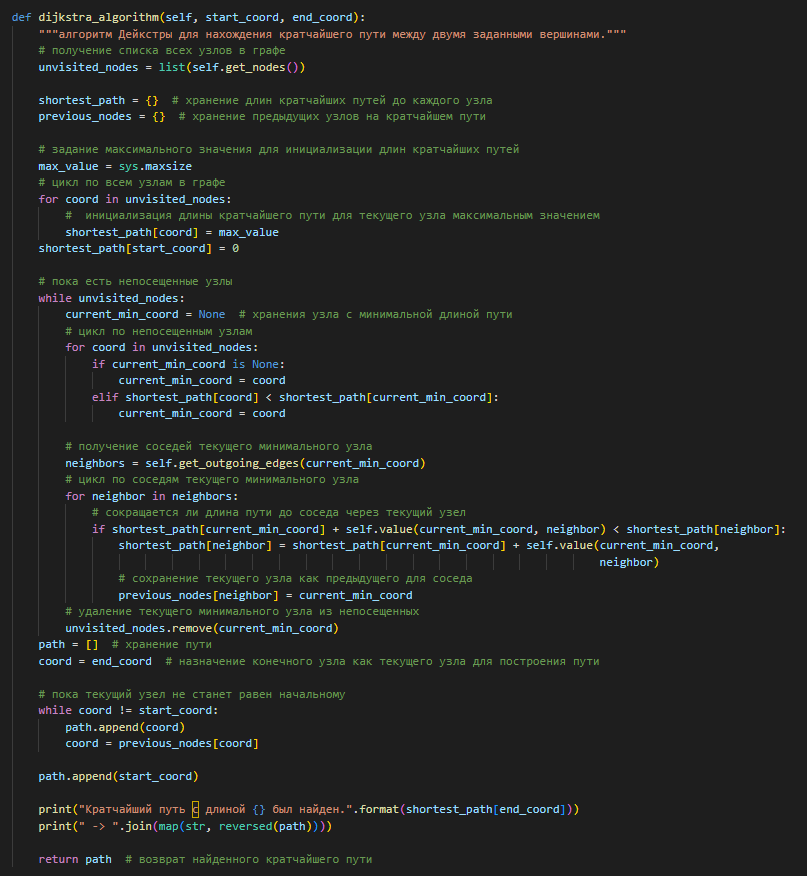 def dijkstra_algorithm(self, start_coord, end_coord):
    """алгоритм Дейкстры для нахождения кратчайшего пути между двумя заданными вершинами."""
    # получение списка всех узлов в графе
    unvisited_nodes = list(self.get_nodes())

    shortest_path = {}  # хранение длин кратчайших путей до каждого узла
    previous_nodes = {}  # хранение предыдущих узлов на кратчайшем пути

    # задание максимального значения для инициализации длин кратчайших путей
    max_value = sys.maxsize
    # цикл по всем узлам в графе
    for coord in unvisited_nodes:
        #  инициализация длины кратчайшего пути для текущего узла максимальным значением
        shortest_path[coord] = max_value
    shortest_path[start_coord] = 0

    # пока есть непосещенные узлы
    while unvisited_nodes:
        current_min_coord = None  # хранения узла с минимальной длиной пути
        # цикл по непосещенным узлам
        for coord in unvisited_nodes:
            if current_min_coord is None:
                current_min_coord = coord
            elif shortest_path[coord] < shortest_path[current_min_coord]:
                current_min_coord = coord

        # получение соседей текущего минимального узла
        neighbors = self.get_outgoing_edges(current_min_coord)
        # цикл по соседям текущего минимального узла
        for neighbor in neighbors:
            # сокращается ли длина пути до соседа через текущий узел
            if shortest_path[current_min_coord] + self.value(current_min_coord, neighbor) < shortest_path[neighbor]:
                shortest_path[neighbor] = shortest_path[current_min_coord] + self.value(current_min_coord,
                                                                                        neighbor)
                # сохранение текущего узла как предыдущего для соседа
                previous_nodes[neighbor] = current_min_coord
        # удаление текущего минимального узла из непосещенных
        unvisited_nodes.remove(current_min_coord)
    path = []  # хранение пути
    coord = end_coord  # назначение конечного узла как текущего узла для построения пути

    # пока текущий узел не станет равен начальному
    while coord != start_coord:
        path.append(coord)
        coord = previous_nodes[coord]

    path.append(start_coord)

    print("Кратчайший путь с длиной {} был найден.".format(shortest_path[end_coord]))
    print(" -> ".join(map(str, reversed(path))))

    return path  # возврат найденного кратчайшего пути